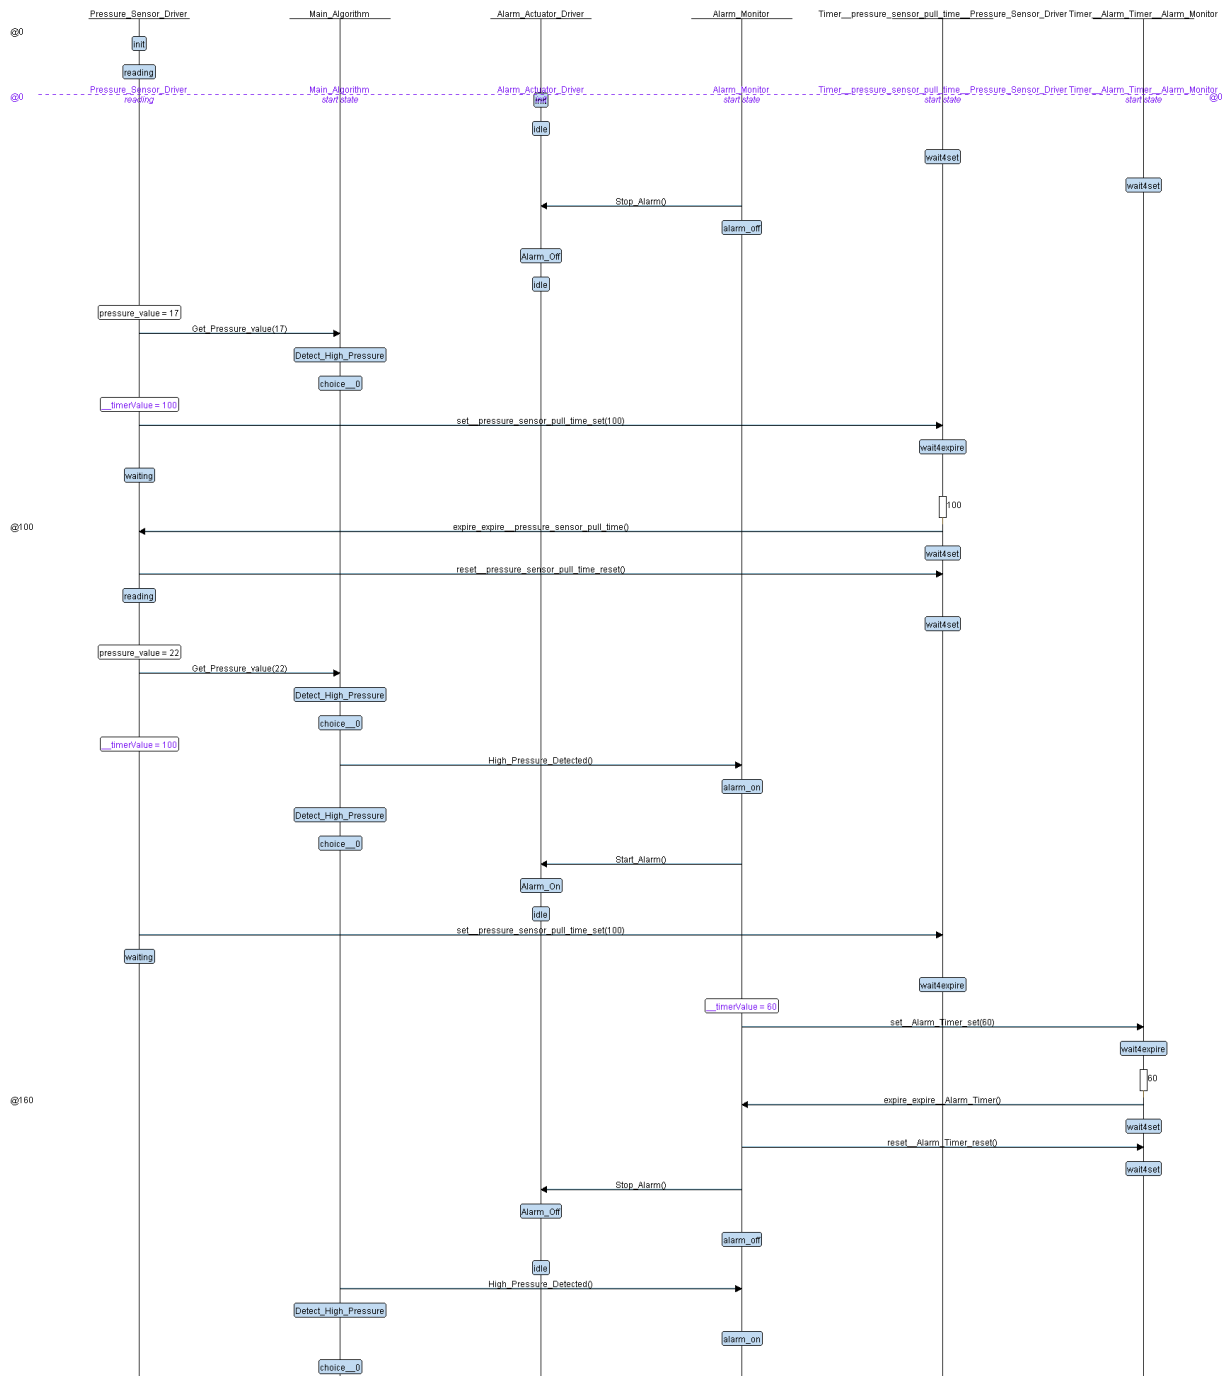 Pressure_Sensor_Driver Main_Algorithm Alarm_Actuator_Driver Alarm_Monitor Timer__pressure_sensor_pull_time__Pressure_Sensor_Driver Timer__Alarm_Timer__Alarm_Monitor
@0
init
reading
Pressure_Sensor_Driver Main_Algorithm Alarm_Actuator_Driver Alarm_Monitor Timer__pressure_sensor_pull_time__Pressure_Sensor_Driver Timer__Alarm_Timer__Alarm_Monitor
@0 reading start state init start state start state start state @0
idle
wait4set
wait4set
Stop_Alarm()
alarm_off
Alarm_Off
idle
pressure_value = 17
Get_Pressure_value(17)
Detect_High_Pressure
choice__0
__timerValue = 100
set__pressure_sensor_pull_time_set(100)
wait4expire
waiting
100
@100 expire_expire__pressure_sensor_pull_time()
wait4set
reset__pressure_sensor_pull_time_reset()
reading
wait4set
pressure_value = 22
Get_Pressure_value(22)
Detect_High_Pressure
choice__0
__timerValue = 100
High_Pressure_Detected()
alarm_on
Detect_High_Pressure
choice__0
Start_Alarm()
Alarm_On
idle
set__pressure_sensor_pull_time_set(100)
waiting
wait4expire
__timerValue = 60
set__Alarm_Timer_set(60)
wait4expire
60
@160 expire_expire__Alarm_Timer()
wait4set
reset__Alarm_Timer_reset()
wait4set
Stop_Alarm()
Alarm_Off
alarm_off
idle
High_Pressure_Detected()
Detect_High_Pressure
alarm_on
choice__0